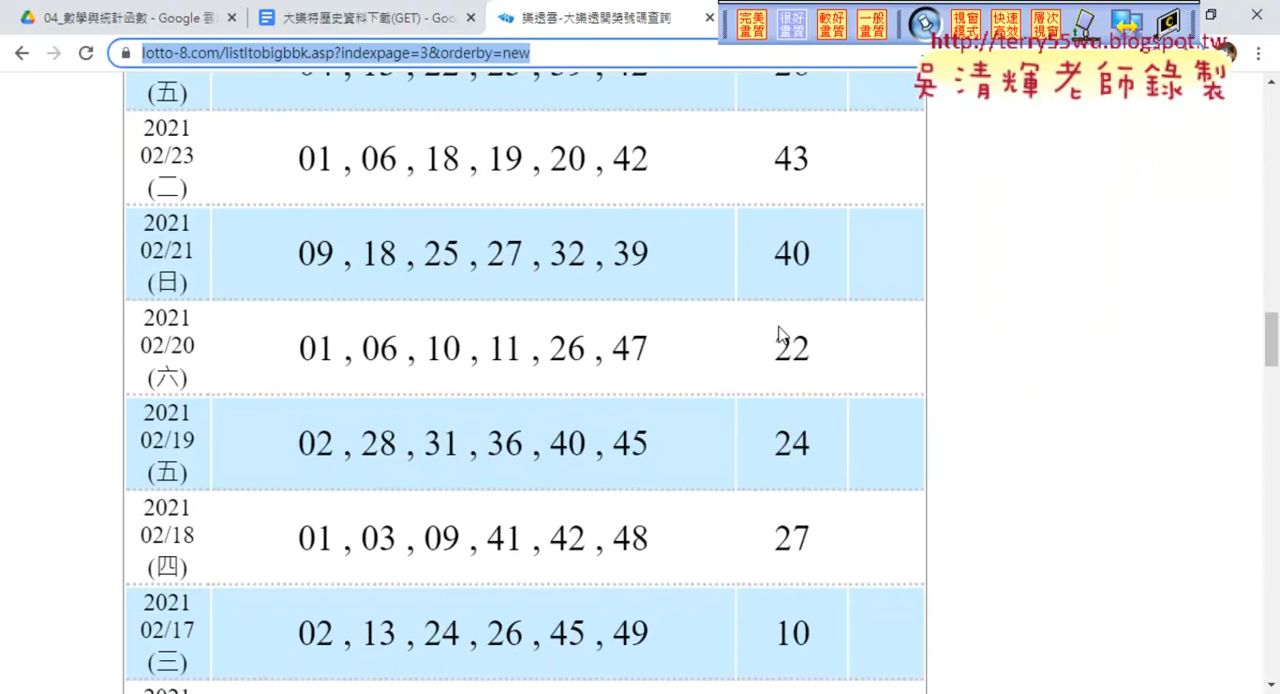 04_數學與統計函數 - Google 雲
大樂特歷史資料下載(GET) - Goo
樂透雲-大樂透開獎號碼查詢
完美畫質
很好畫質
較好畫質
一般畫質
視窗模式
快速高效
層次視窗
lotto-8.com/listltobigbbk.asp?indexpage=3&orderby=new
http://terry55wu.blogspot.tw
吳清輝老師錄製
(五)
2021
02/23
(二)
01 , 06 , 18 , 19 , 20 , 42
43
2021
02/21
(日)
09 , 18 , 25 , 27 , 32 , 39
40
2021
02/20
(六)
01 , 06 , 10 , 11 , 26 , 47
22
2021
02/19
(五)
02 , 28 , 31 , 36 , 40 , 45
24
2021
02/18
(四)
01 , 03 , 09 , 41 , 42 , 48
27
2021
02/17
(三)
02 , 13 , 24 , 26 , 45 , 49
10